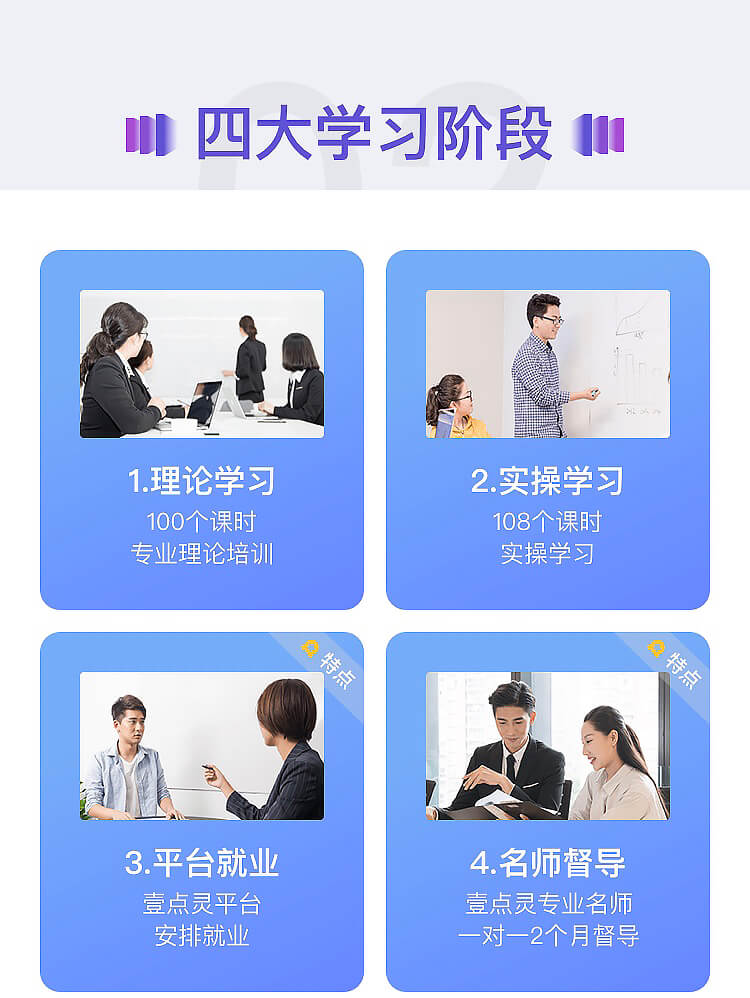 四大学习阶段
1.理论学习
100个课时
专业理论培训
2.实操学习
108个课时
实操学习
特点
3.平台就业
壹点灵平台
安排就业
特点
4.名师督导
壹点灵专业名师
一对一2个月督导